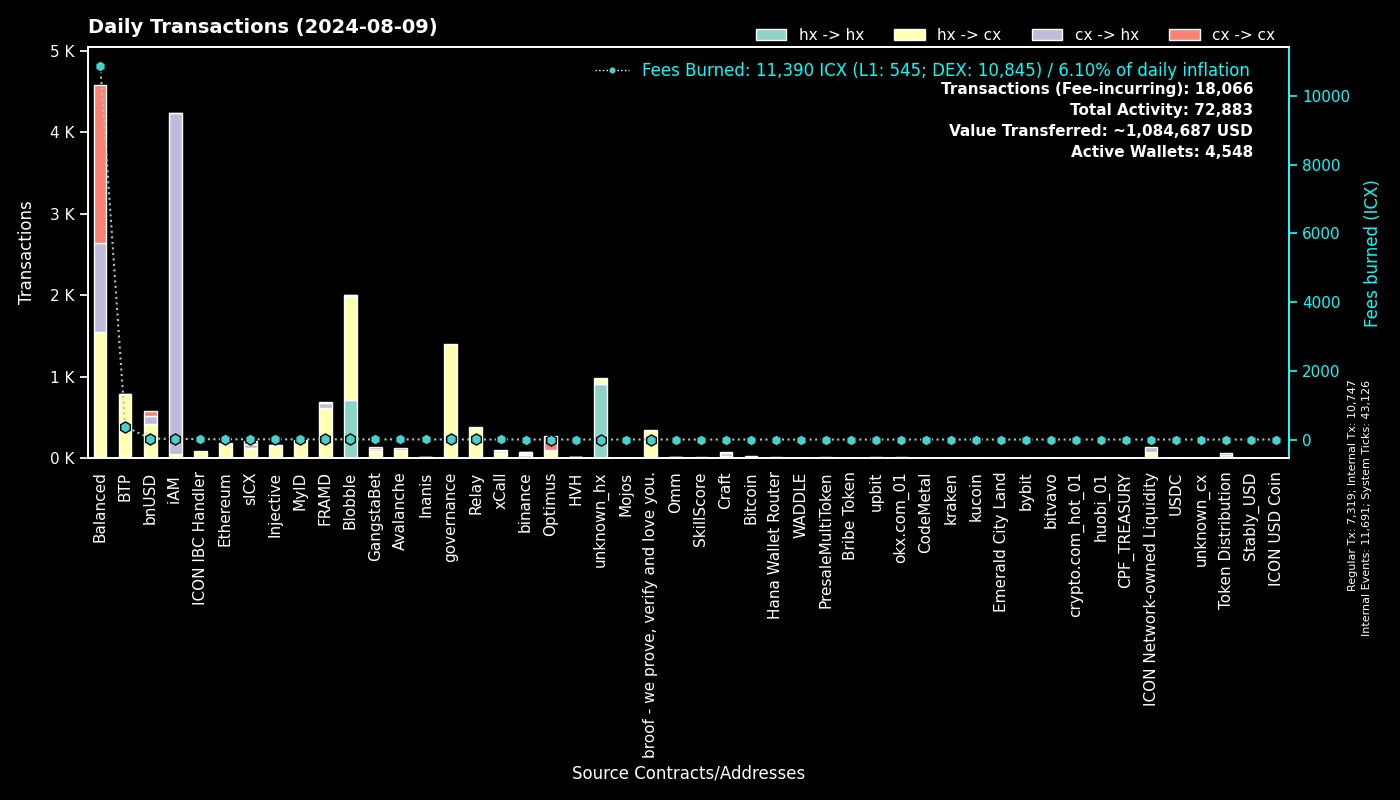 Daily Transactions (2024-08-09)
hx -> hx
hx -> cx
cx -> hx
cx -> cx
Fees Burned: 11,390 ICX (L1: 545; DEX: 10,845) / 6.10% of daily inflation
Transactions (Fee-incurring): 18,066
Total Activity: 72,883
Value Transferred: ~1,084,687 USD
Active Wallets: 4,548
Transactions
5 K
4 K
3 K
2 K
1 K
0 K
10000
8000
6000
4000
2000
0
Fees burned (ICX)
Regular Tx: 7,319; Internal Tx: 10,747
Internal Events: 11,691; System Ticks: 43,126
Balanced
BTP
bnUSD
iAM
ICON IBC Handler
Ethereum
sICX
Injective
MyID
FRAMD
Blobble
GangstaBet
Avalanche
Inanis
governance
Relay
xCall
binance
Optimus
HVH
unknown_hx
Mojos
broof - we prove, verify and love you.
Omm
SkillScore
Craft
Bitcoin
Hana Wallet Router
WADDLE
PresaleMultiToken
Bribe Token
upbit
okx.com_01
CodeMetal
kraken
kucoin
Emerald City Land
bybit
bitvavo
crypto.com_hot_01
huobi_01
CPF_TREASURY
ICON Network-owned Liquidity
USDC
unknown_cx
Token Distribution
Stably_USD
ICON USD Coin
Source Contracts/Addresses